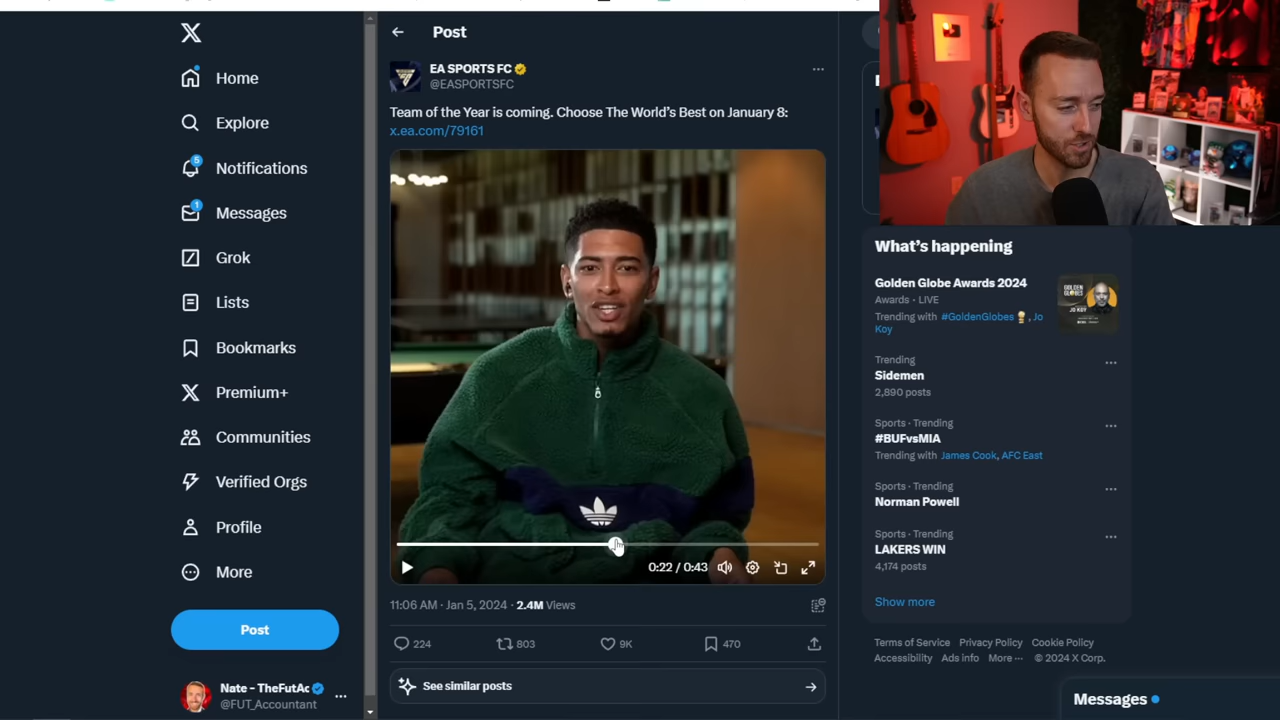 Home
Explore
5
Notifications
1
Messages
Grok
Lists
Bookmarks
Premium+
Communities
Verified Orgs
Profile
More
Post
Nate - TheFutAc
@FUT_Accountant
Post
EA SPORTS FC
@EASPORTSFC
Team of the Year is coming. Choose The World's Best on January 8:
x.ea.com/79161
0:22 / 0:43
11:06 AM · Jan 5, 2024 · 2.4M Views
224
803
9K
470
See similar posts
What's happening
Golden Globe Awards 2024
Awards · LIVE
Trending with #GoldenGlobes , Jo
Koy
Trending
Sidemen
2,890 posts
Sports · Trending
#BUFvsMIA
Trending with James Cook, AFC East
Sports · Trending
Norman Powell
Sports · Trending
LAKERS WIN
4,174 posts
Show more
Terms of Service Privacy Policy Cookie Policy
Accessibility Ads info More ··· © 2024 X Corp.
Messages